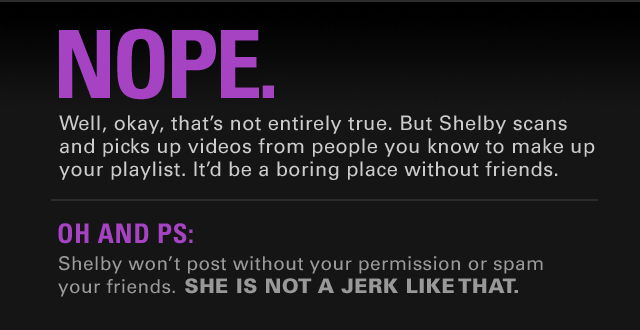 NOPE.
Well, okay, that’s not entirely true. But Shelby scans
and picks up videos from people you know to make up
your playlist. It’d be a boring place without friends.
OH AND PS:
Shelby won’t post without your permission or spam
your friends. SHE IS NOT A JERK LIKE THAT.